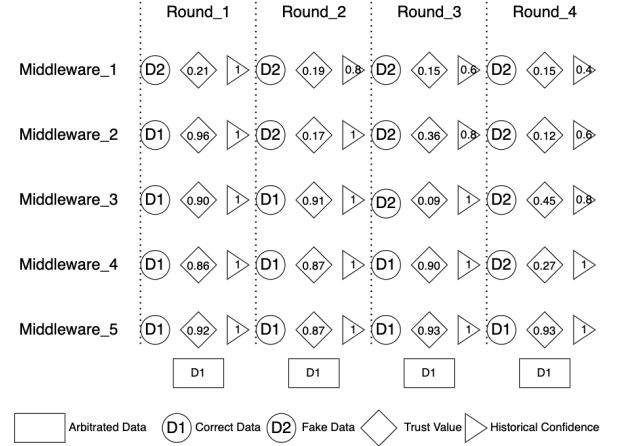 Round_1 Round_2 Round_3 Round_4
Middleware_1 D2 0.21 1 D2 0.19 0.8 D2 0.15 0.6 D2 0.15 0.4
Middleware_2 D1 0.96 1 D2 0.17 1 D2 0.36 0.8 D2 0.12 0.6
Middleware_3 D1 0.90 1 D1 0.91 1 D2 0.09 1 D2 0.45 0.8
Middleware_4 D1 0.86 1 D1 0.87 1 D1 0.90 1 D2 0.27 1
Middleware_5 D1 0.92 1 D1 0.87 1 D1 0.93 1 D1 0.93 1
D1 D1 D1 D1
Arbitrated Data D1 Correct Data D2 Fake Data Trust Value Historical Confidence